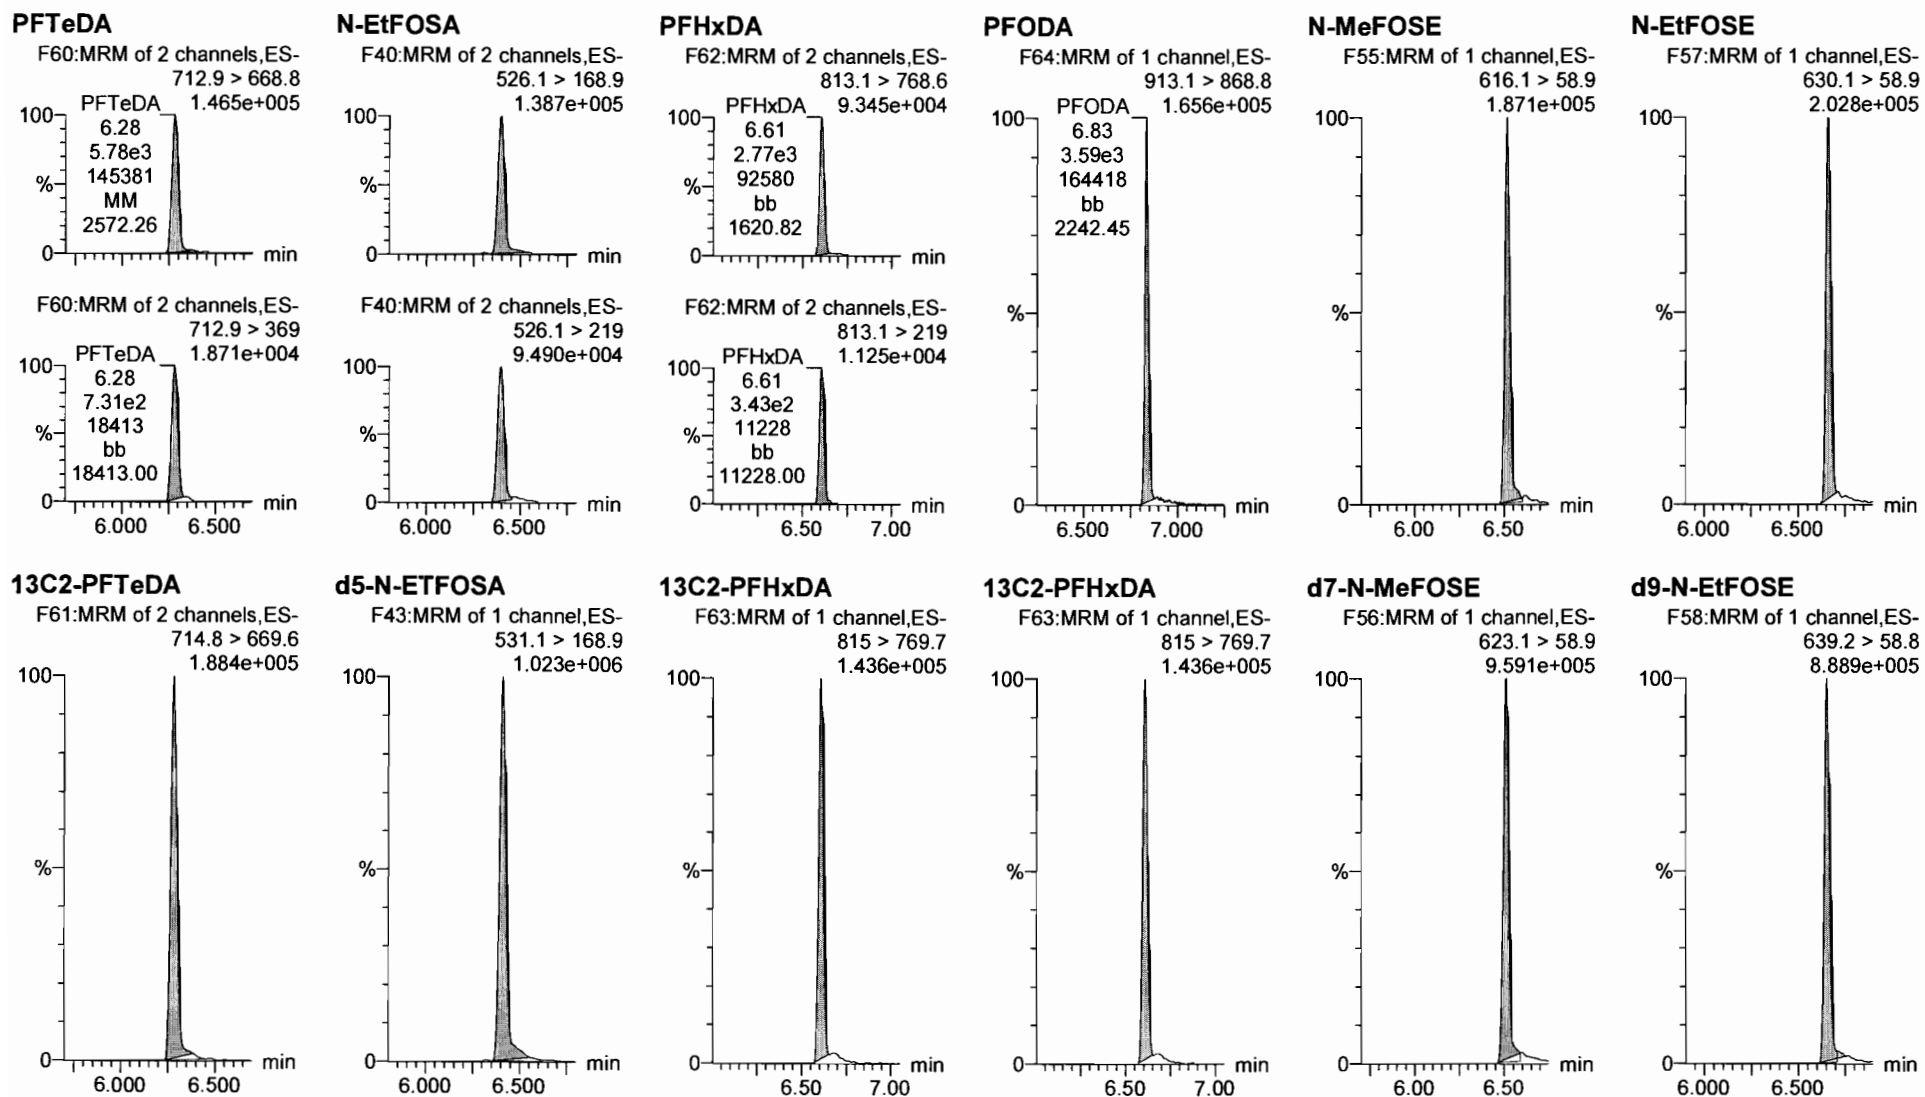 PFTeDA
F60:MRM of 2 channels,ES-
712.9 > 668.8
1.465e+005
PFTeDA
6.28
5.78e3
145381
MM
2572.26
100
%
0
min
F60:MRM of 2 channels,ES-
712.9 > 369
1.871e+004
PFTeDA
6.28
7.31e2
18413
bb
18413.00
100
%
0
min
6.000 6.500
N-EtFOSA
F40:MRM of 2 channels,ES-
526.1 > 168.9
1.387e+005
100
%
0
min
F40:MRM of 2 channels,ES-
526.1 > 219
9.490e+004
100
%
0
min
6.000 6.500
PFHxDA
F62:MRM of 2 channels,ES-
813.1 > 768.6
9.345e+004
PFHxDA
6.61
2.77e3
92580
bb
1620.82
100
%
0
min
F62:MRM of 2 channels,ES-
813.1 > 219
1.125e+004
PFHxDA
6.61
3.43e2
11228
bb
11228.00
100
%
0
min
6.50 7.00
PFODA
F64:MRM of 1 channel,ES-
913.1 > 868.8
1.656e+005
PFODA
6.83
3.59e3
164418
bb
2242.45
100
%
0
min
6.500 7.000
N-MeFOSE
F55:MRM of 1 channel,ES-
616.1 > 58.9
1.871e+005
100
%
0
min
6.00 6.50
N-EtFOSE
F57:MRM of 1 channel,ES-
630.1 > 58.9
2.028e+005
100
%
0
min
6.000 6.500
13C2-PFTeDA
F61:MRM of 2 channels,ES-
714.8 > 669.6
1.884e+005
100
%
0
min
6.000 6.500
d5-N-ETFOSA
F43:MRM of 1 channel,ES-
531.1 > 168.9
1.023e+006
100
%
0
min
6.000 6.500
13C2-PFHxDA
F63:MRM of 1 channel,ES-
815 > 769.7
1.436e+005
100
%
0
min
6.50 7.00
13C2-PFHxDA
F63:MRM of 1 channel,ES-
815 > 769.7
1.436e+005
100
%
0
min
6.50 7.00
d7-N-MeFOSE
F56:MRM of 1 channel,ES-
623.1 > 58.9
9.591e+005
100
%
0
min
6.00 6.50
d9-N-EtFOSE
F58:MRM of 1 channel,ES-
639.2 > 58.8
8.889e+005
100
%
0
min
6.000 6.500